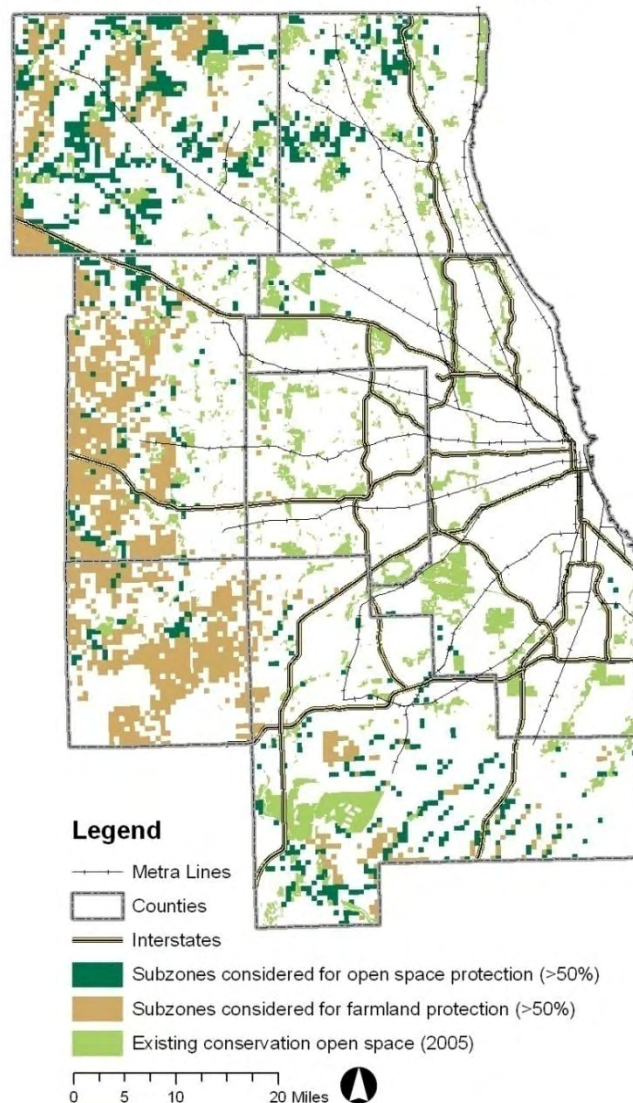 Legend
Metra Lines
Counties
Interstates
Subzones considered for open space protection (>50%)
Subzones considered for farmland protection (>50%)
Existing conservation open space (2005)
0 5 10 20 Miles